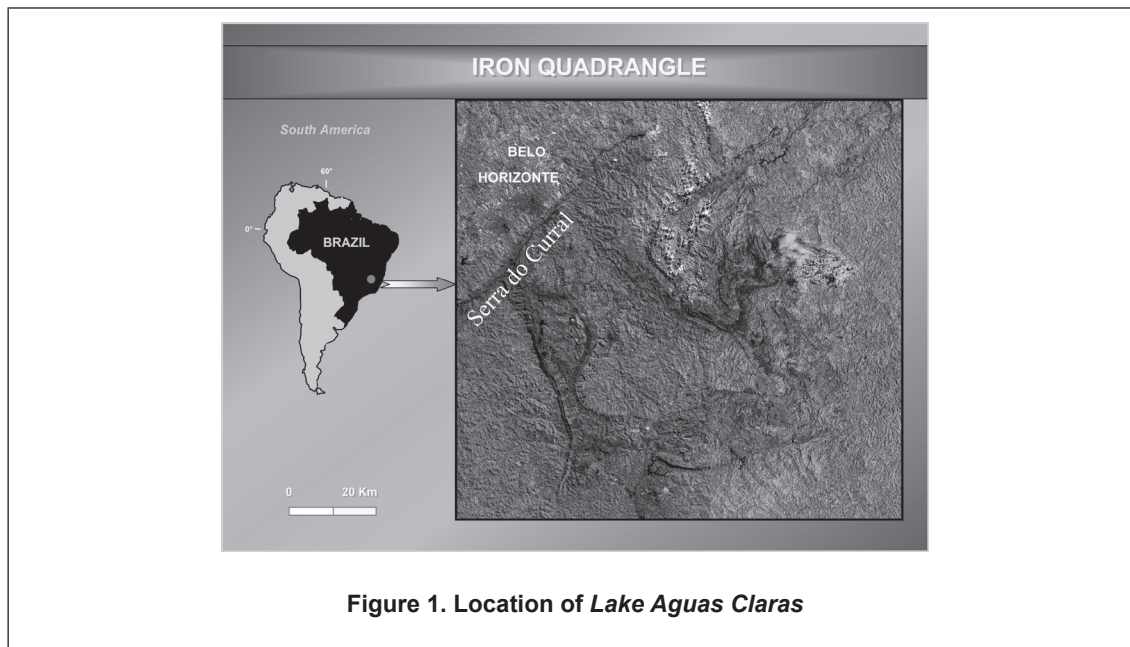 IRON QUADRANGLE
South America
60°
0°
BRAZIL
BELO
HORIZONTE
Serra do Curral
0 20 Km
Figure 1. Location of Lake Aguas Claras